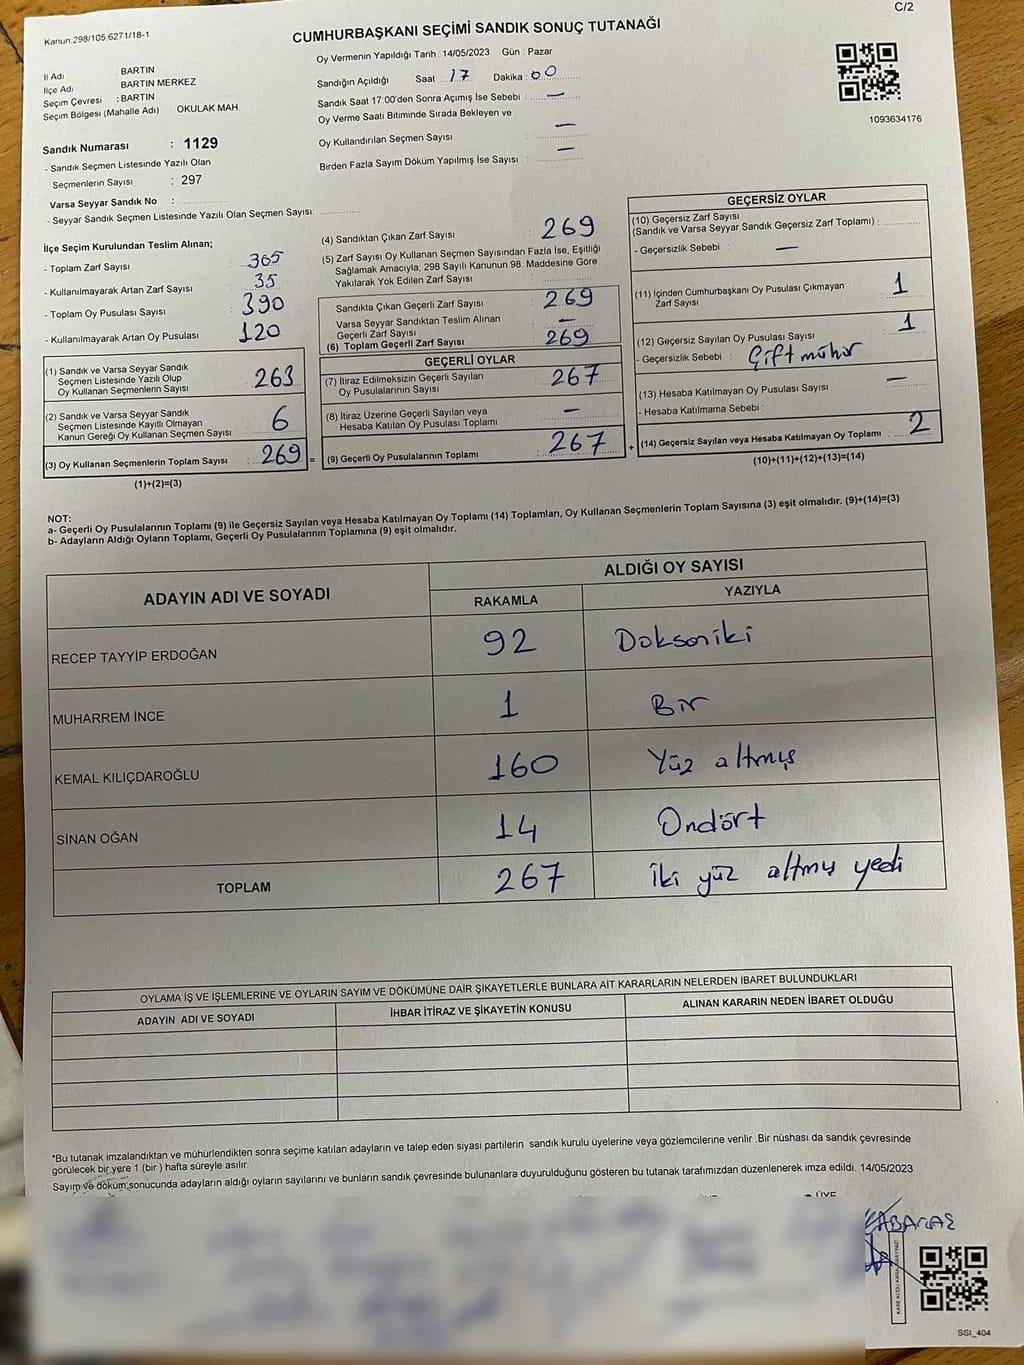 Kanun:298/105,6271/18-1
CUMHURBAŞKANI SEÇİMİ SANDIK SONUÇ TUTANAĞI
C/2
İl Adı : BARTIN
İlçe Adı BARTIN MERKEZ
Seçim Çevresi : BARTIN
Seçim Bölgesi (Mahalle Adı) OKULAK MAH.
Sandık Numarası : 1129
- Sandık Seçmen Listesinde Yazılı Olan
Seçmenlerin Sayısı : 297
Varsa Seyyar Sandık No :
- Seyyar Sandık Seçmen Listesinde Yazılı Olan Seçmen Sayısı:
Oy Vermenin Yapıldığı Tarih : 14/05/2023 Gün : Pazar
Sandığın Açıldığı Saat : 17 Dakika : 00
Sandık Saat 17:00'den Sonra Açımış İse Sebebi : —
Oy Verme Saati Bitiminde Sırada Bekleyen ve
Oy Kullandırılan Seçmen Sayısı : —
Birden Fazla Sayım Döküm Yapılmış İse Sayısı : —
1093634176
İlçe Seçim Kurulundan Teslim Alınan;
- Toplam Zarf Sayısı : 305
- Kullanılmayarak Artan Zarf Sayısı : 35
- Toplam Oy Pusulası Sayısı : 390
- Kullanılmayarak Artan Oy Pusulası : 120
(1) Sandık ve Varsa Seyyar Sandık
Seçmen Listesinde Yazılı Olup
Oy Kullanan Seçmenlerin Sayısı : 263
(2) Sandık ve Varsa Seyyar Sandık
Seçmen Listesinde Kayıtlı Olmayan
Kanun Gereği Oy Kullanan Seçmen Sayısı : 6
(3) Oy Kullanan Seçmenlerin Toplam Sayısı : 269 =
(1)+(2)=(3)
(4) Sandıktan Çıkan Zarf Sayısı : 269
(5) Zarf Sayısı Oy Kullanan Seçmen Sayısından Fazla İse, Eşitliği
Sağlamak Amacıyla, 298 Sayılı Kanunun 98. Maddesine Göre
Yakılarak Yok Edilen Zarf Sayısı :
Sandıkta Çıkan Geçerli Zarf Sayısı : 269
Varsa Seyyar Sandıktan Teslim Alınan
Geçerli Zarf Sayısı : —
(6) Toplam Geçerli Zarf Sayısı : 269
GEÇERLİ OYLAR
(7) İtiraz Edilmeksizin Geçerli Sayılan
Oy Pusulalarının Sayısı : 267
(8) İtiraz Üzerine Geçerli Sayılan veya
Hesaba Katılan Oy Pusulası Toplamı : —
(9) Geçerli Oy Pusulalarının Toplamı : 267 +
GEÇERSİZ OYLAR
(10) Geçersiz Zarf Sayısı
(Sandık ve Varsa Seyyar Sandık Geçersiz Zarf Toplamı) :
- Geçersizlik Sebebi : —
(11) İçinden Cumhurbaşkanı Oy Pusulası Çıkmayan
Zarf Sayısı : 1
(12) Geçersiz Sayılan Oy Pusulası Sayısı : 1
- Geçersizlik Sebebi : Çift mühür
(13) Hesaba Katılmayan Oy Pusulası Sayısı : —
- Hesaba Katılmama Sebebi :
(14) Geçersiz Sayılan veya Hesaba Katılmayan Oy Toplamı : 2
(10)+(11)+(12)+(13)=(14)
NOT:
a- Geçerli Oy Pusulalarının Toplamı (9) ile Geçersiz Sayılan veya Hesaba Katılmayan Oy Toplamı (14) Toplamları, Oy Kullanan Seçmenlerin Toplam Sayısına (3) eşit olmalıdır. (9)+(14)=(3)
b- Adayların Aldığı Oyların Toplamı, Geçerli Oy Pusulalarının Toplamına (9) eşit olmalıdır.
ADAYIN ADI VE SOYADI
ALDIĞI OY SAYISI
RAKAMLA YAZIYLA
RECEP TAYYİP ERDOĞAN 92 Doksaniki
MUHARREM İNCE 1 Bir
KEMAL KILIÇDAROĞLU 160 Yüz altmış
SİNAN OĞAN 14 Ondört
TOPLAM 267 iki yüz altmış yedi
OYLAMA İŞ VE İŞLEMLERİNE VE OYLARIN SAYIM VE DÖKÜMÜNE DAİR ŞİKAYETLERLE BUNLARA AİT KARARLARIN NELERDEN İBARET BULUNDUKLARI
ADAYIN ADI VE SOYADI İHBAR İTİRAZ VE ŞİKAYETİN KONUSU ALINAN KARARIN NEDEN İBARET OLDUĞU
*Bu tutanak imzalandıktan ve mühürlendikten sonra seçime katılan adayların ve talep eden siyasi partilerin sandık kurulu üyelerine veya gözlemcilerine verilir .Bir nüshası da sandık çevresinde
görülecek bir yere 1 (bir ) hafta süreyle asılır.
Sayım ve döküm sonucunda adayların aldığı oyların sayılarını ve bunların sandık çevresinde bulunanlara duyurulduğunu gösteren bu tutanak tarafımızdan düzenlenerek imza edildi. 14/05/2023
ÜYE
SSI_404